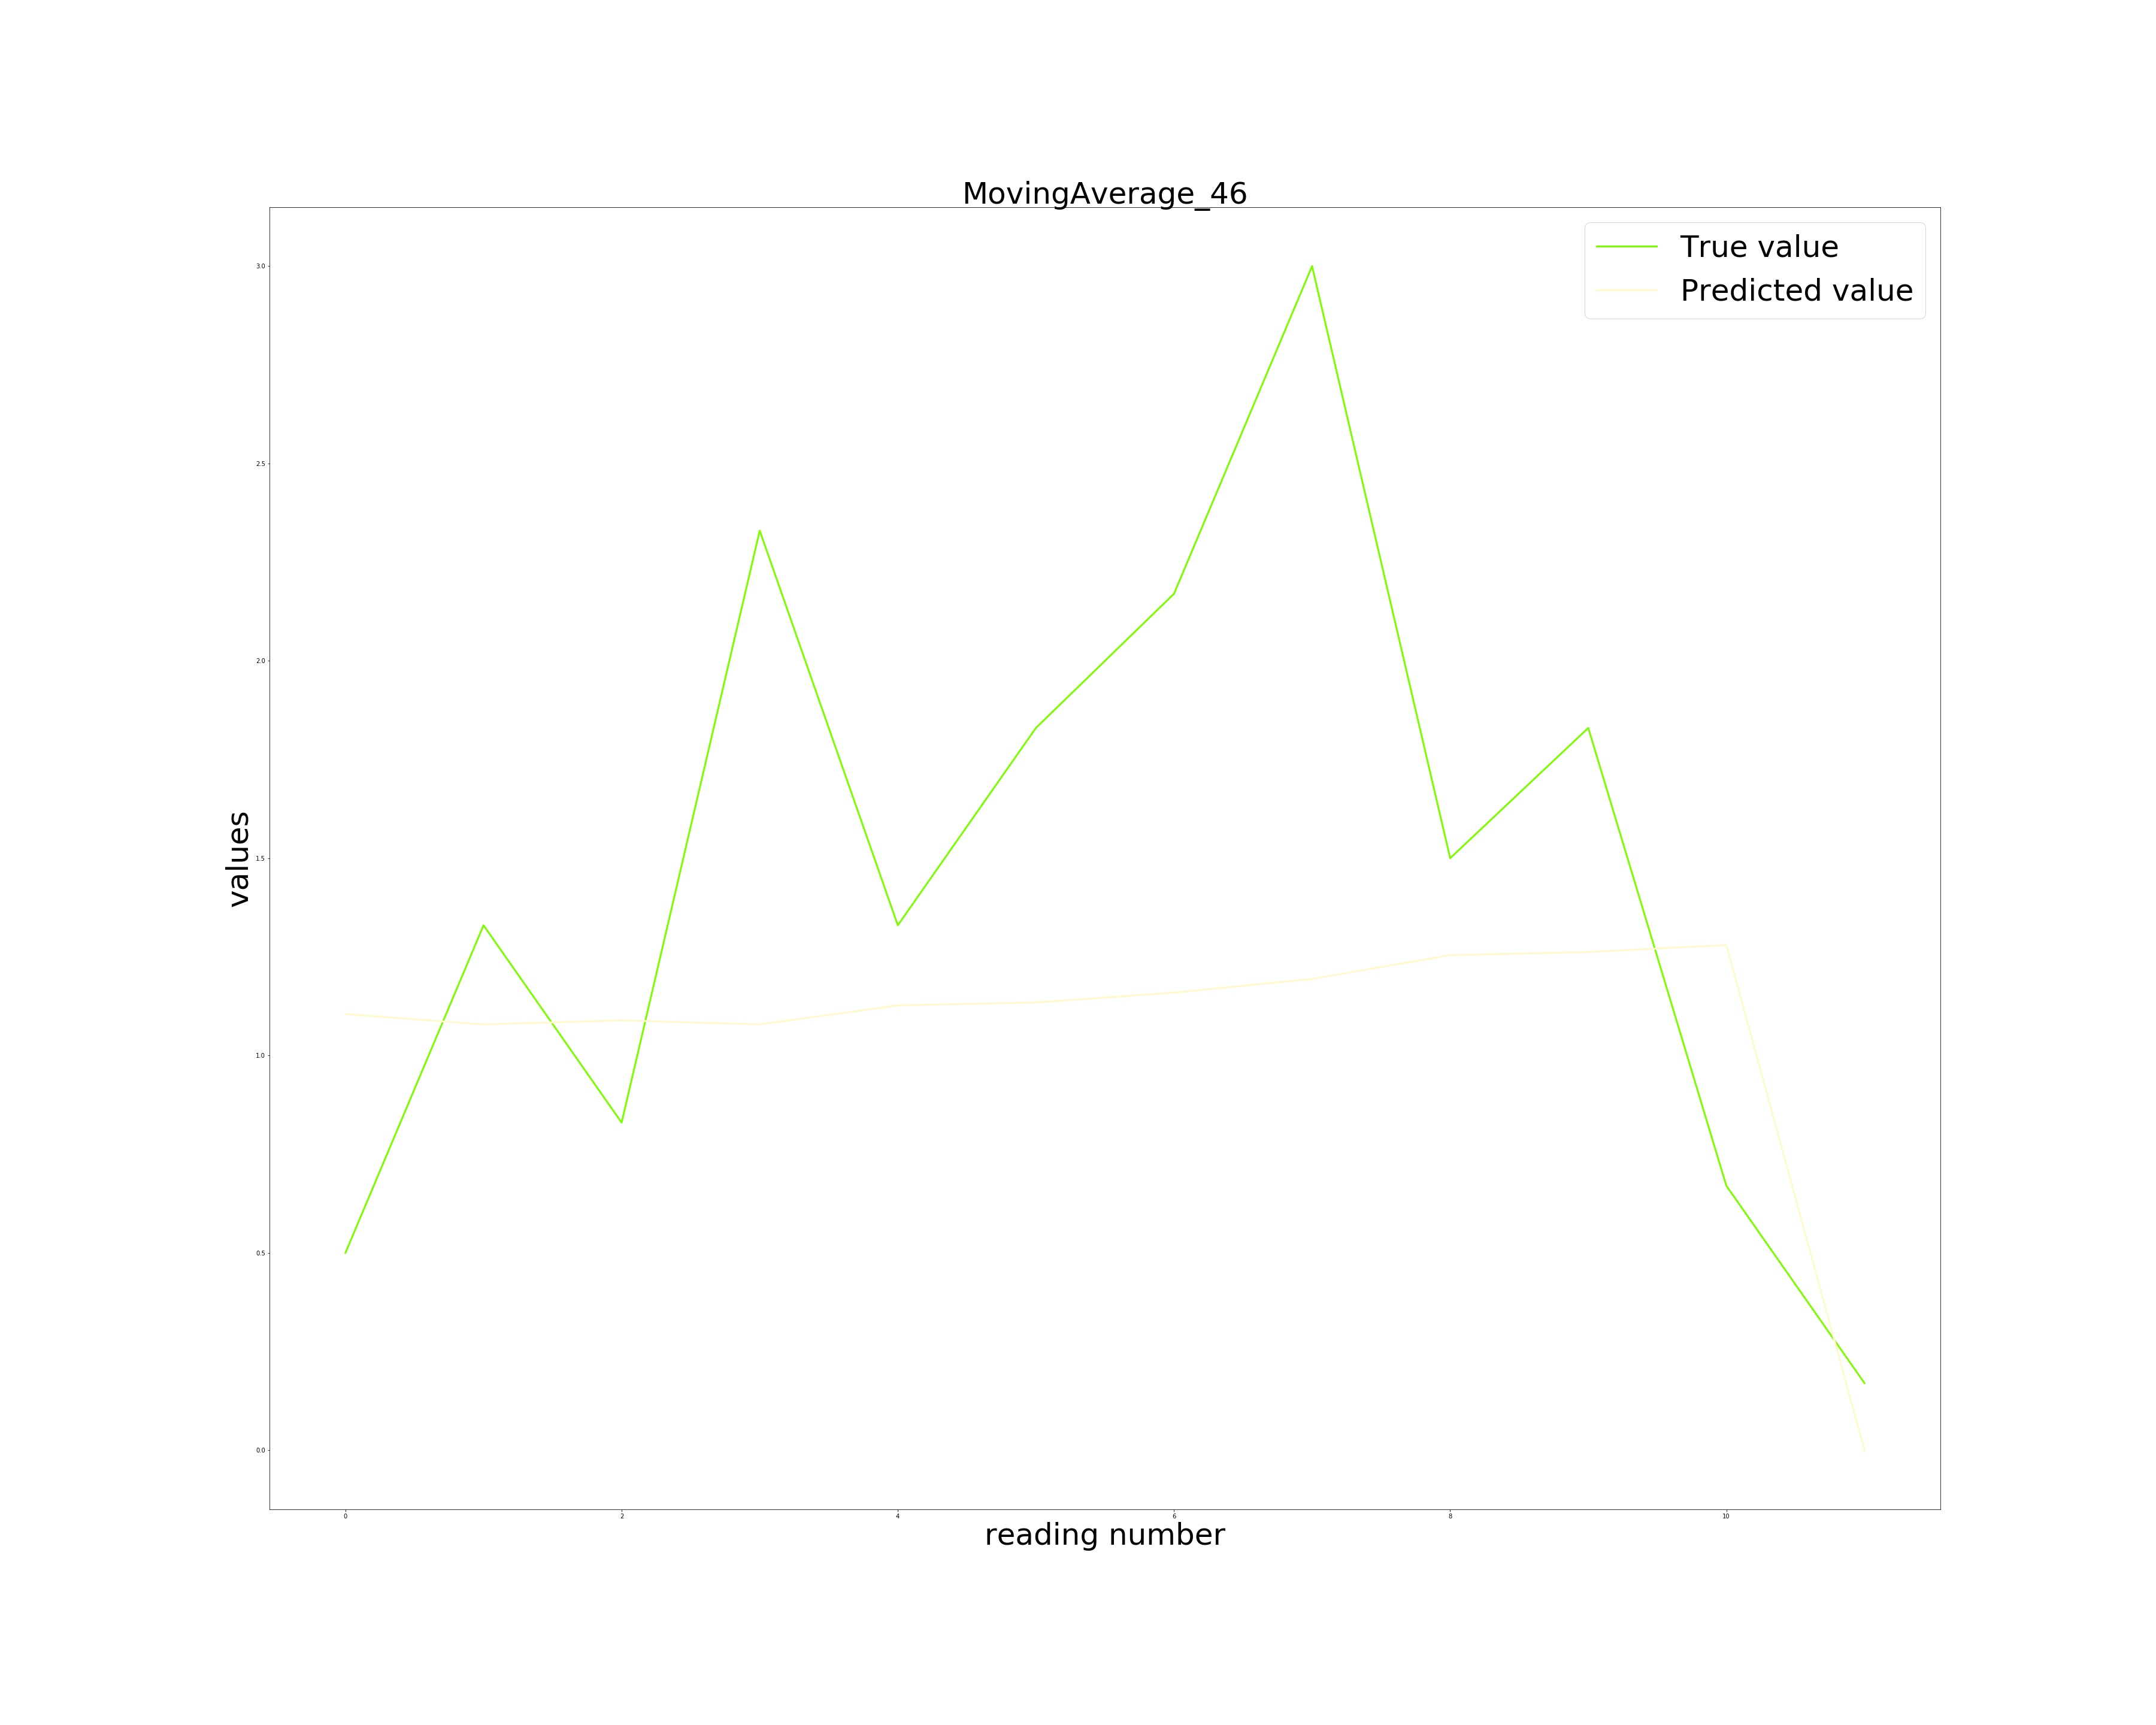 MovingAverage_46
True value
Predicted value
3.0
2.5
2.0
1.5
1.0
0.5
0.0
values
0 2 4 6 8 10
reading number